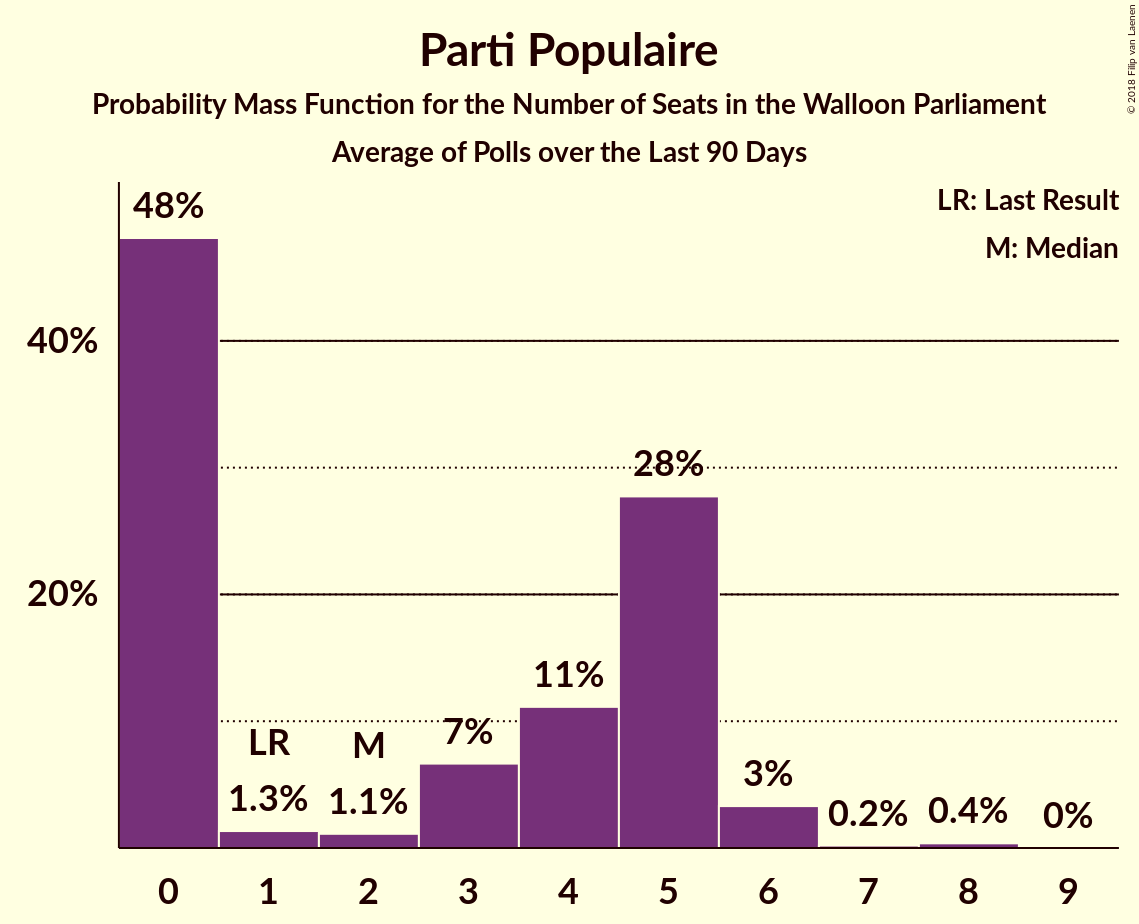 Parti Populaire
Probability Mass Function for the Number of Seats in the Walloon Parliament
Average of Polls over the Last 90 Days
© 2018 Filip van Laenen
LR: Last Result
M: Median
48%
40%
28%
20%
11%
LR
M
7%
1.3%
1.1%
3%
0.2%
0.4%
0%
0 1 2 3 4 5 6 7 8 9